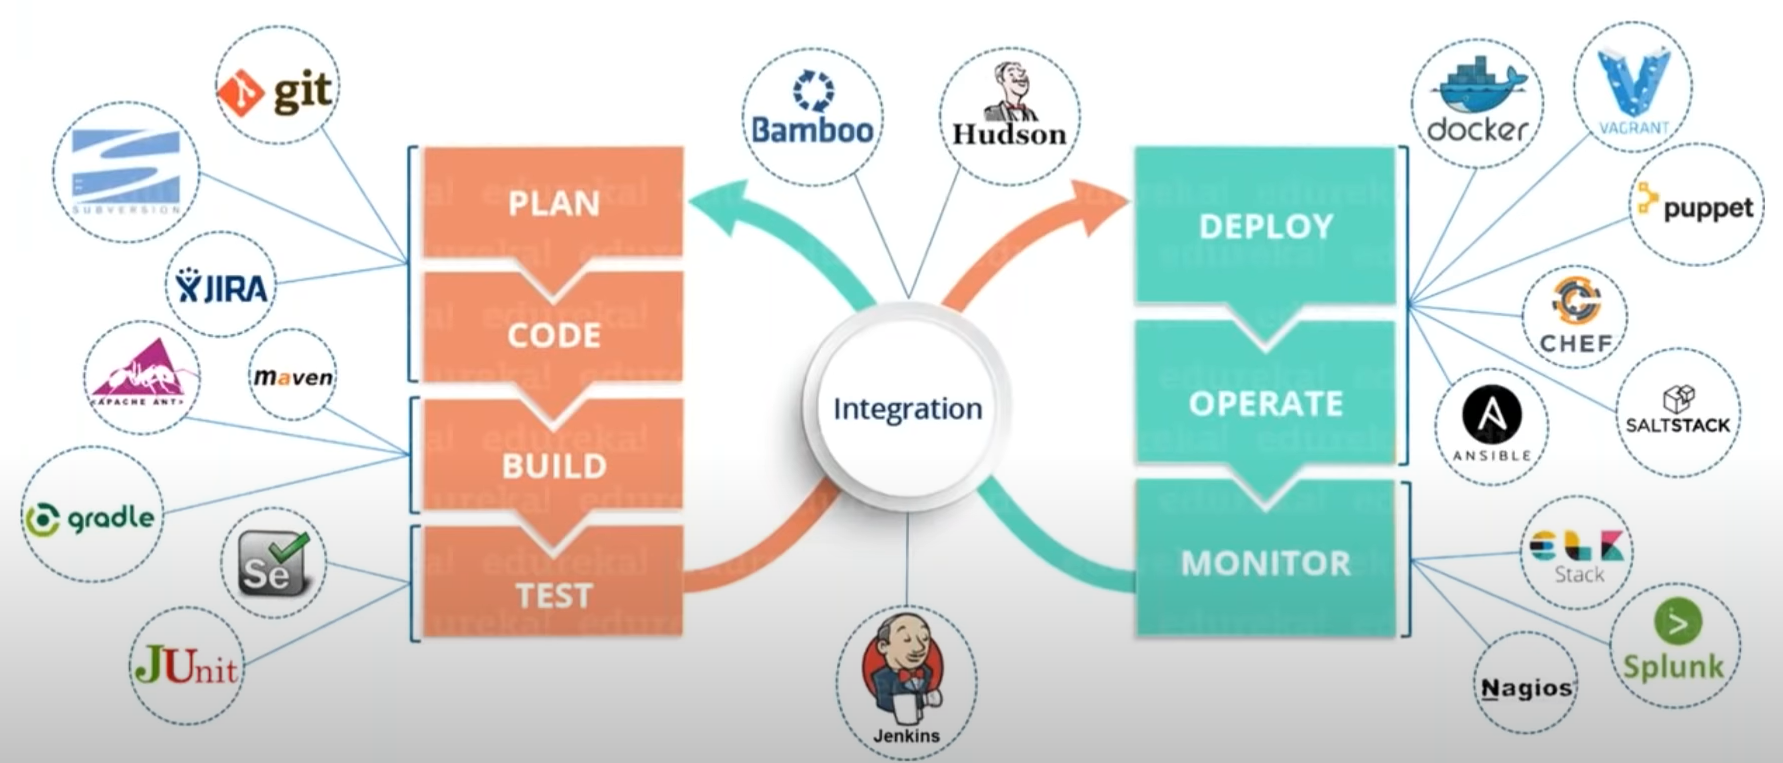 git
SUBVERSION
JIRA
APACHE ANT
maven
gradle
Se
JUnit
PLAN
CODE
BUILD
TEST
Bamboo
Hudson
Integration
Jenkins
DEPLOY
OPERATE
MONITOR
docker
VAGRANT
puppet
CHEF
SALTSTACK
ANSIBLE
ELK
Stack
Splunk
Nagios
edureka!